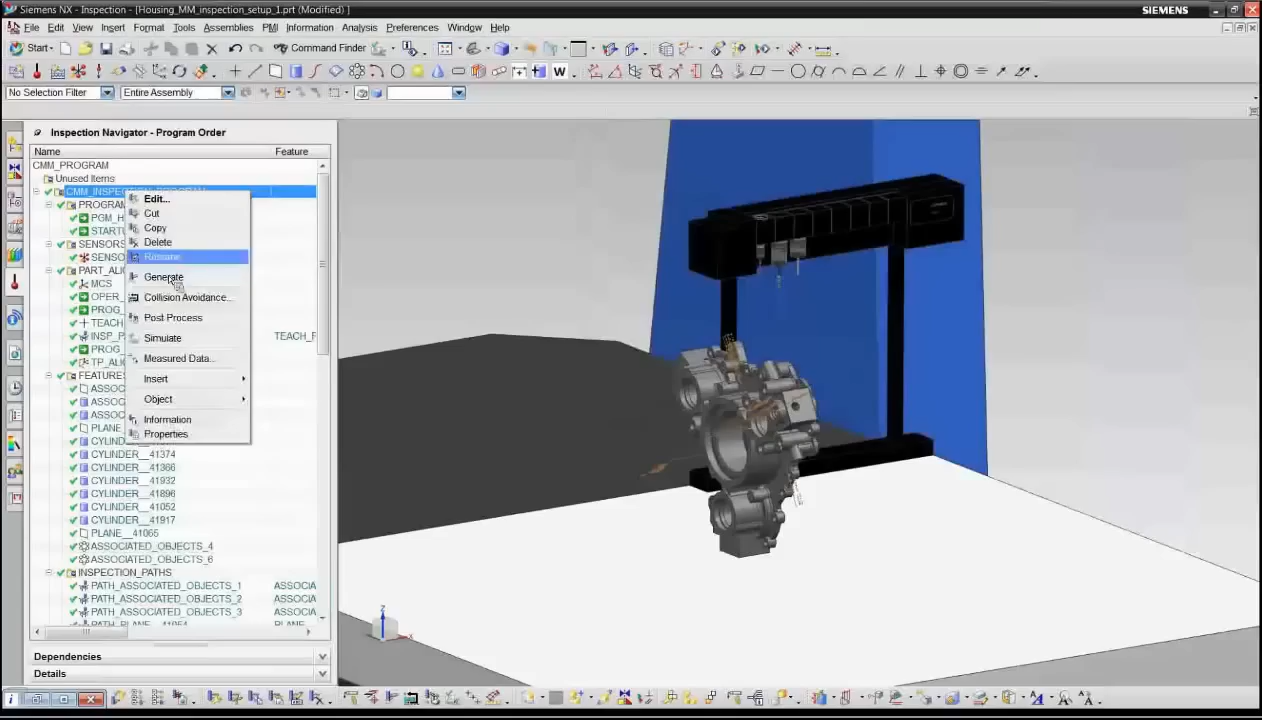 Siemens NX - Inspection - [Housing_MM_inspection_setup_1.prt (Modified) ]
SIEMENS
File Edit View Insert Format Tools Assemblies PMI Information Analysis Preferences Window Help
Start
Command Finder
W
No Selection Filter
Entire Assembly
Inspection Navigator - Program Order
Name
Feature
CMM_PROGRAM
Unused Items
PROGRAM
PGM_H
STARTU
SENSORS
SENSO
PART_ALI
MCS
OPER_
PROG_
TEACH
INSP_P
TEACH_F
PROG_
TP_ALI
FEATURES
ASSOC
ASSOC
ASSOC
PLANE_
CYLIND
CYLINDER__41374
CYLINDER__41366
CYLINDER__41932
CYLINDER__41896
CYLINDER__41052
CYLINDER__41917
PLANE__41065
ASSOCIATED_OBJECTS_4
ASSOCIATED_OBJECTS_6
INSPECTION_PATHS
PATH_ASSOCIATED_OBJECTS_1 ASSOCIA
PATH_ASSOCIATED_OBJECTS_2 ASSOCIA
PATH_ASSOCIATED_OBJECTS_3 ASSOCIA
Edit...
Cut
Copy
Delete
Rename
Generate
Collision Avoidance...
Post Process
Simulate
Measured Data...
Insert
Object
Information
Properties
Dependencies
Details
Z
X